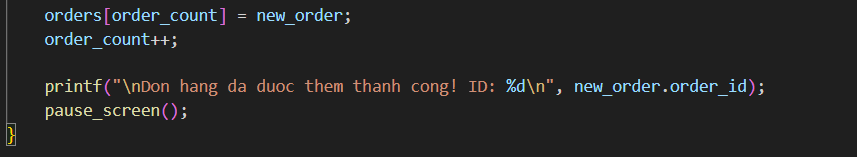 orders[order_count] = new_order;
order_count++;
printf("\nDon hang da duoc them thanh cong! ID: %d\n", new_order.order_id);
pause_screen();
}